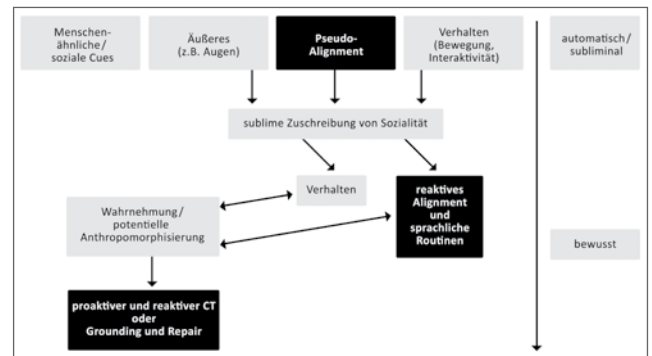 Menschen-
ähnliche/
soziale Cues
Äußeres
(z.B. Augen)
Pseudo-
Alignment
Verhalten
(Bewegung,
Interaktivität)
automatisch/
subliminal
sublime Zuschreibung von Sozialität
Verhalten
reaktives
Alignment
und
sprachliche
Routinen
Wahrnehmung/
potentielle
Anthropomorphisierung
bewusst
proaktiver und reaktiver CT
oder
Grounding und Repair